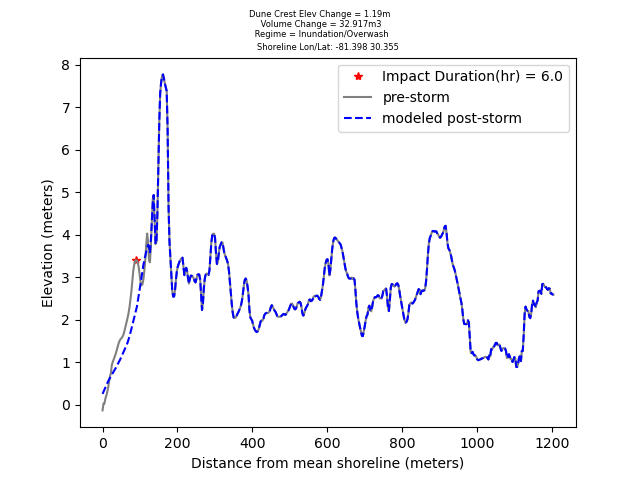 Dune Crest Elev Change = 1.19m
Volume Change = 32.917m3
Regime = Inundation/Overwash
Shoreline Lon/Lat: -81.398 30.355
Impact Duration(hr) = 6.0
pre-storm
modeled post-storm
Elevation (meters)
8
7
6
5
4
3
2
1
0
0 200 400 600 800 1000 1200
Distance from mean shoreline (meters)